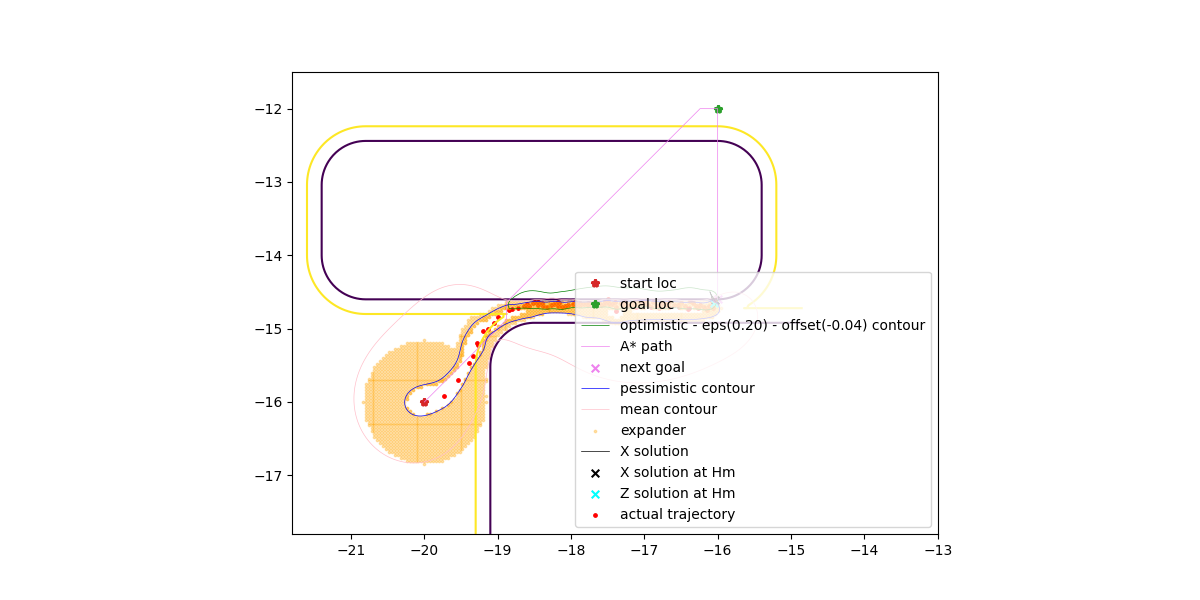 −12
−13
−14
−15
−16
−17
start loc
goal loc
optimistic - eps(0.20) - offset(-0.04) contour
A* path
next goal
pessimistic contour
mean contour
expander
X solution
X solution at Hm
Z solution at Hm
actual trajectory
−21 −20 −19 −18 −17 −16 −15 −14 −13